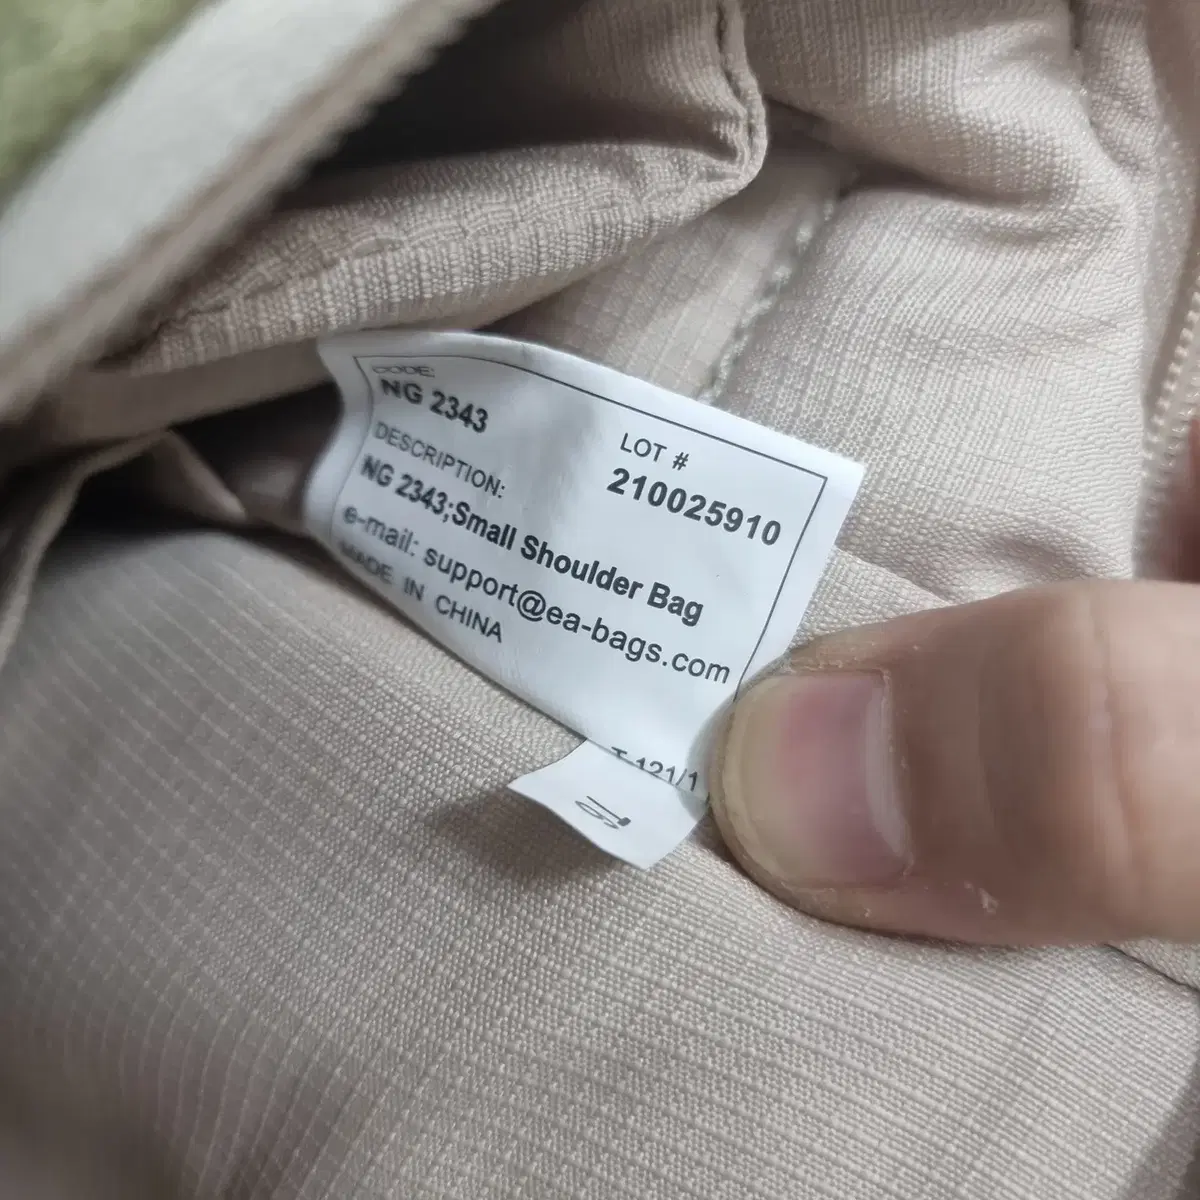 CODE:
NG 2343
LOT #
210025910
DESCRIPTION:
NG 2343;Small Shoulder Bag
e-mail: support@ea-bags.com
MADE IN CHINA
T-121/1